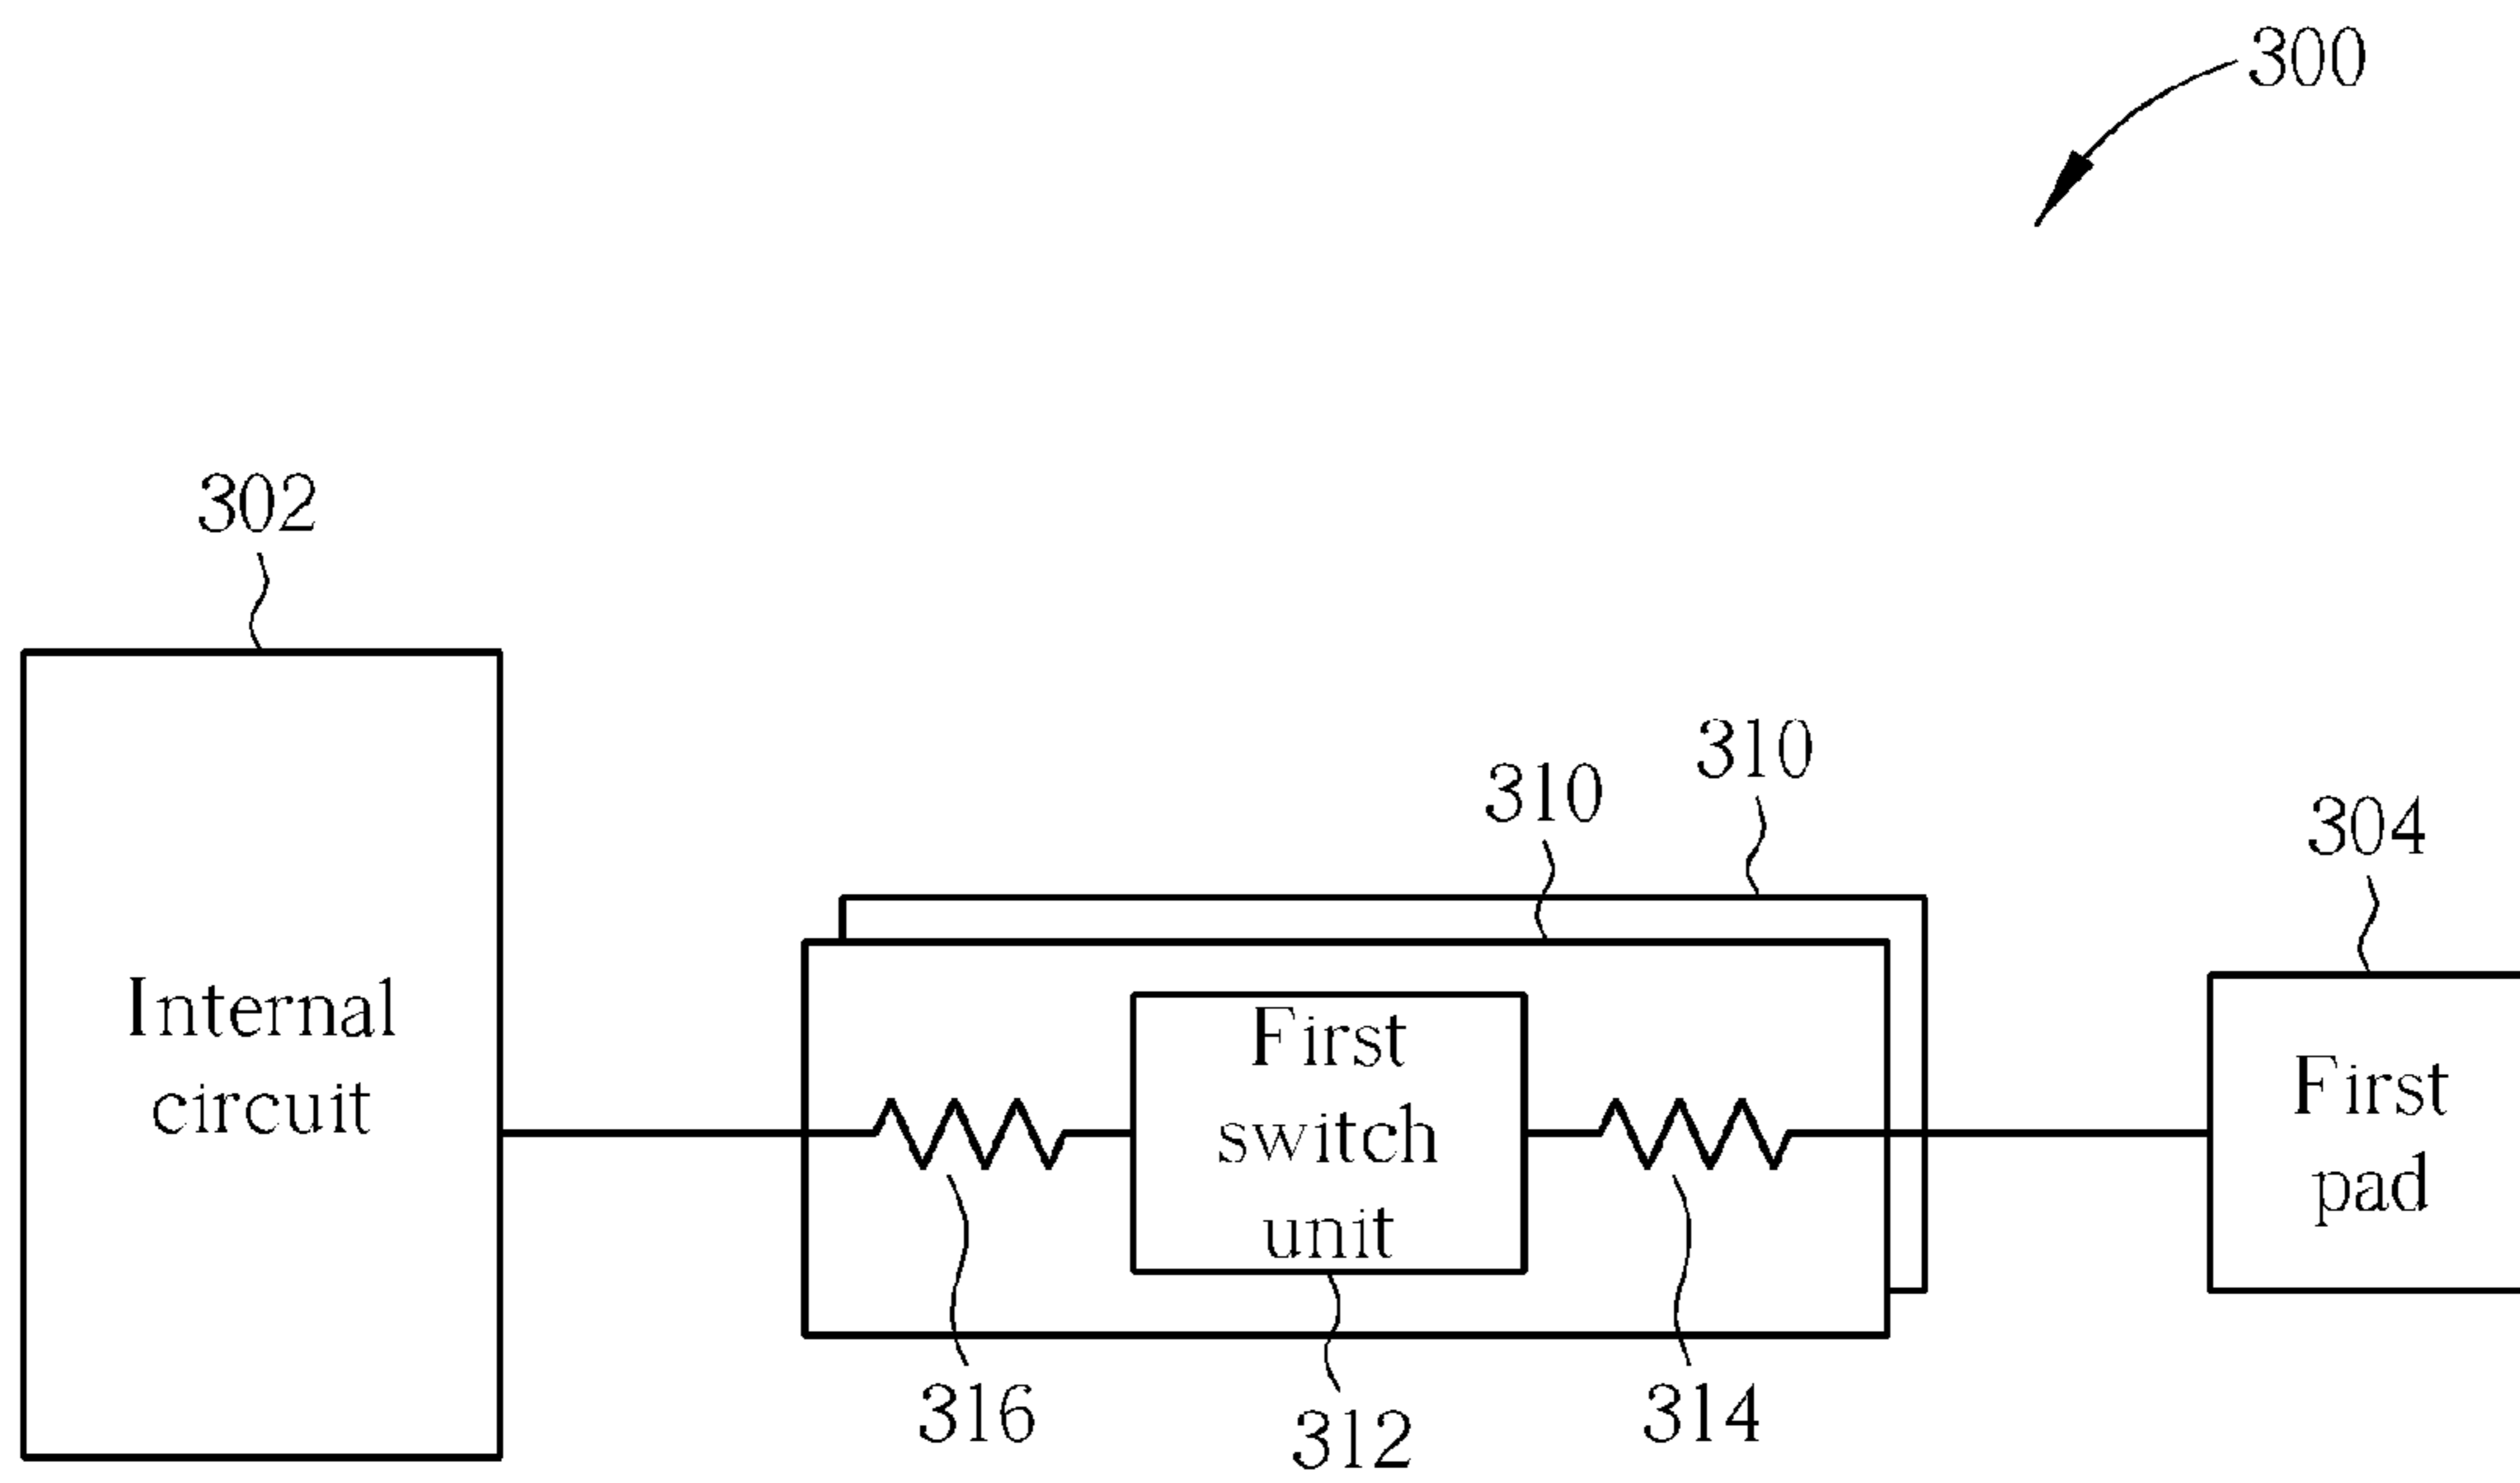 300
302
310
310
304
Internal
circuit
First
switch
unit
First
pad
316
312
314